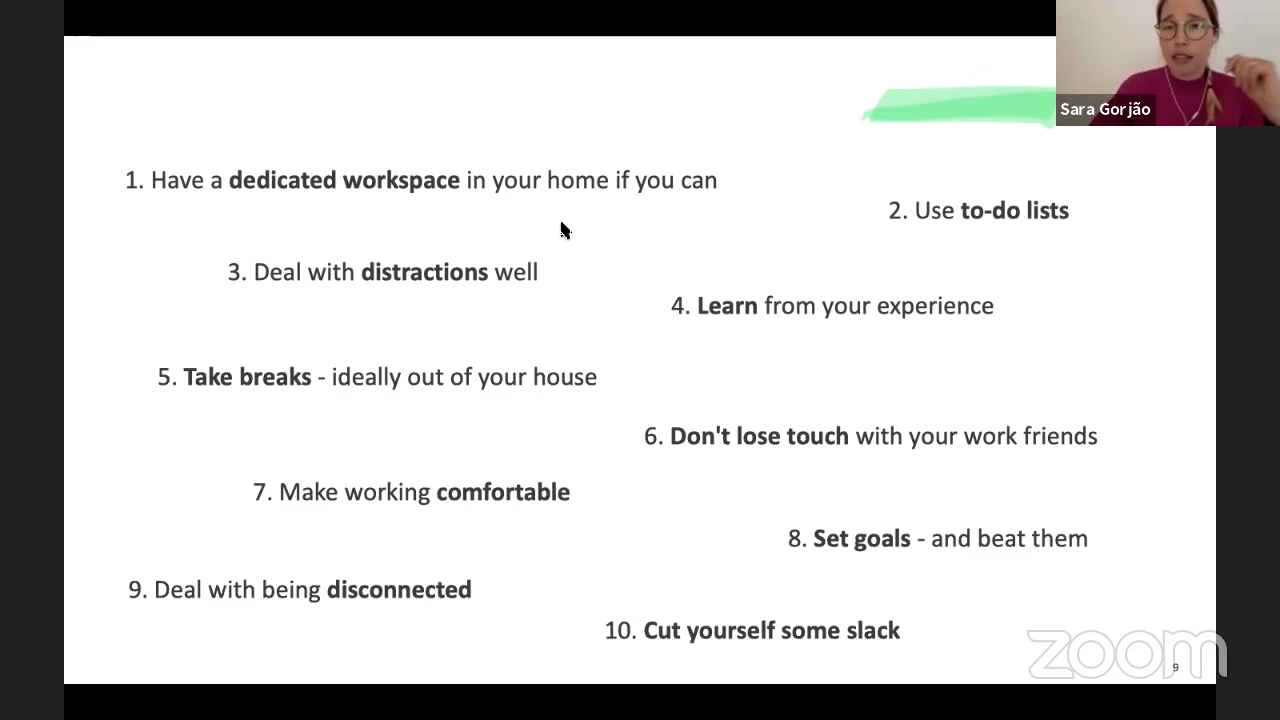 Sara Gorjão
1. Have a dedicated workspace in your home if you can
2. Use to-do lists
3. Deal with distractions well
4. Learn from your experience
5. Take breaks - ideally out of your house
6. Don't lose touch with your work friends
7. Make working comfortable
8. Set goals - and beat them
9. Deal with being disconnected
10. Cut yourself some slack
zoom
9